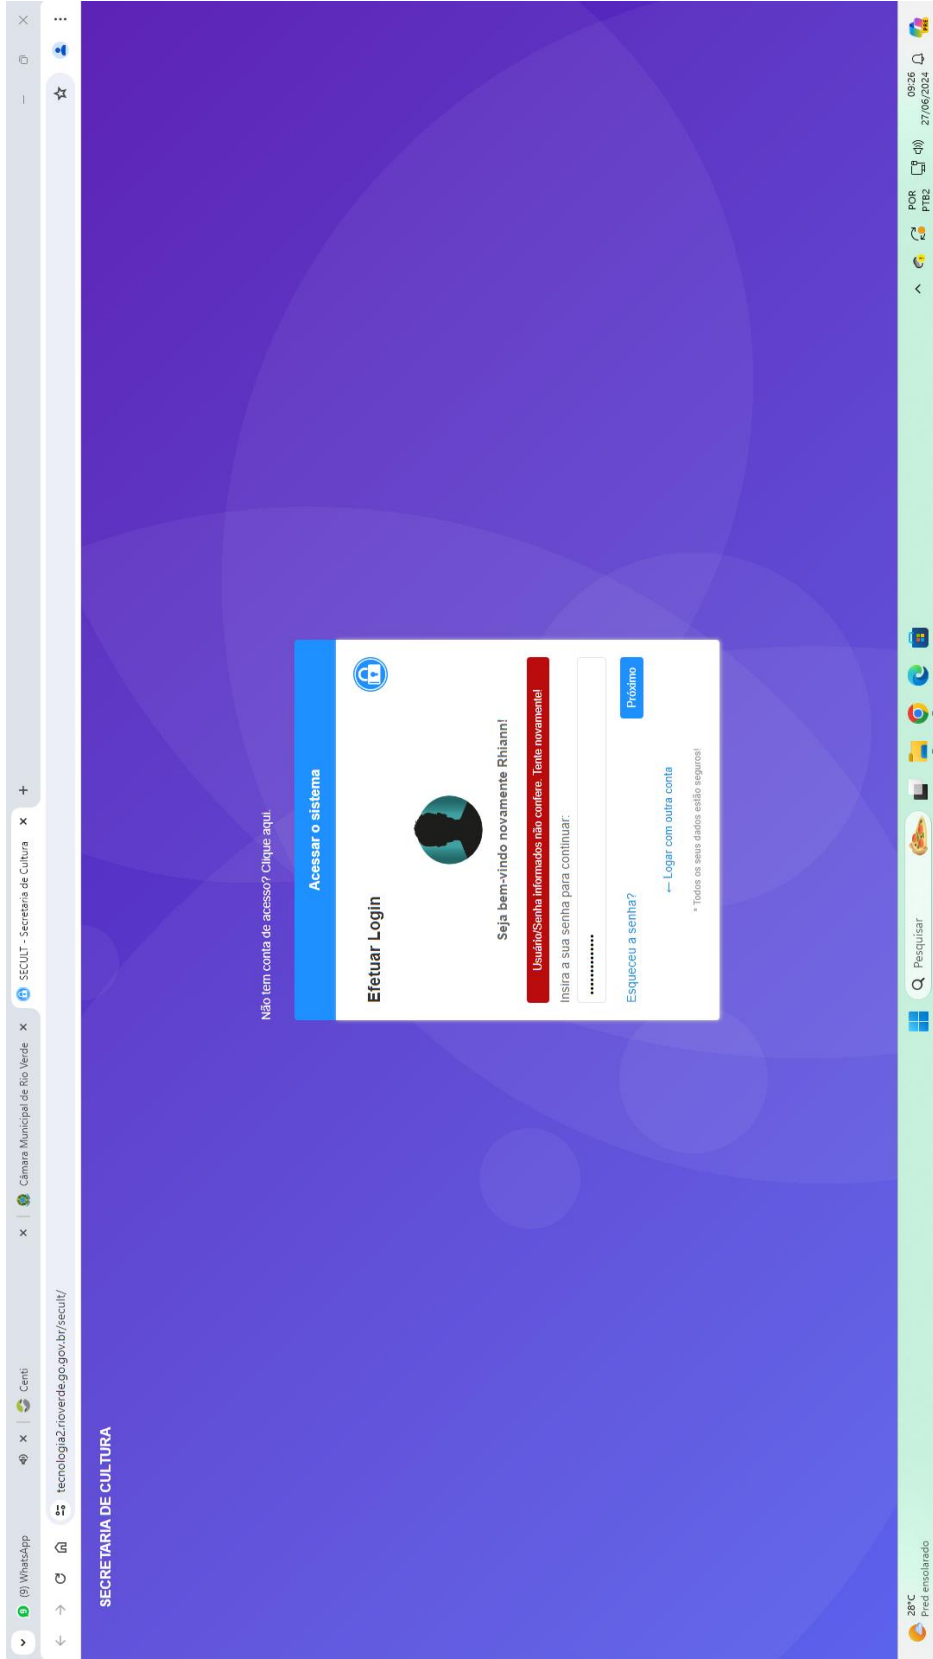 (9) WhatsApp
Centi
Câmara Municipal de Rio Verde
SECULT - Secretaria de Cultura
tecnologia2.rioverde.go.gov.br/secult/
SECRETARIA DE CULTURA
Não tem conta de acesso? Clique aqui.
Acessar o sistema
Efetuar Login
Seja bem-vindo novamente Rhiann!
Usuário/Senha informados não confere. Tente novamente!
Insira a sua senha para continuar:
Esqueceu a senha?
Próximo
← Logar com outra conta
* Todos os seus dados estão seguros!
28°C
Pred ensolarado
Pesquisar
POR
PTB2
09:26
27/06/2024
PRE